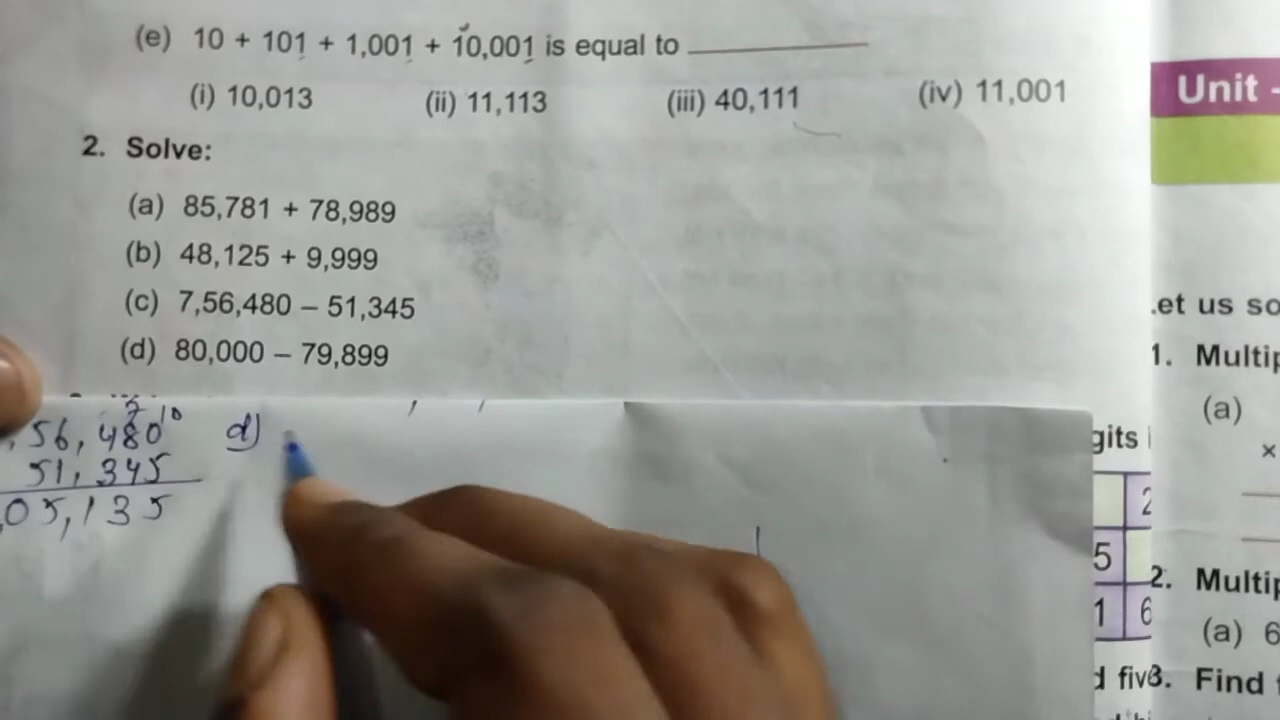 (e) 10 + 101 + 1,001 + 10,001 is equal to
(i) 10,013 (ii) 11,113 (iii) 40,111 (iv) 11,001
2. Solve:
(a) 85,781 + 78,989
(b) 48,125 + 9,999
(c) 7,56,480 – 51,345
(d) 80,000 – 79,899
7 10
, 56, 480 d)
51, 345
,05,135
Unit -
.et us so
1. Multip
(a)
×
gits i
2
5
1 6
2. Multip
(a) 6
d five
3. Find